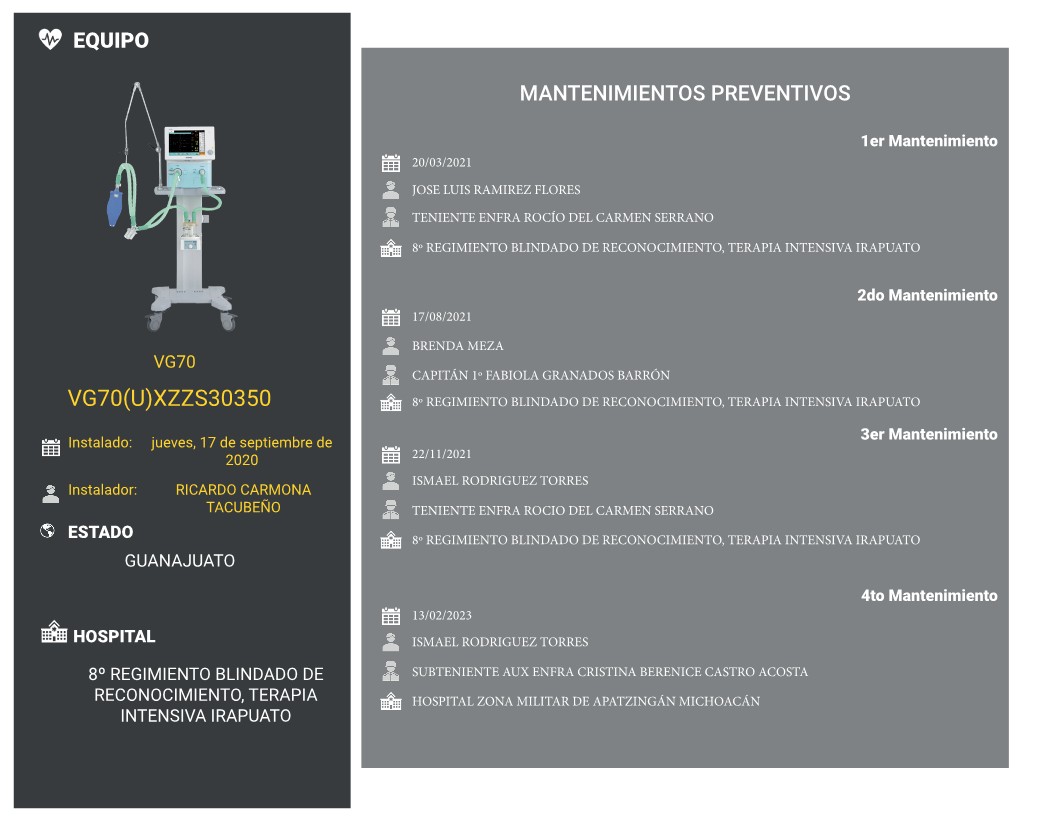 EQUIPO
VG70
VG70(U)XZZS30350
Instalado: jueves, 17 de septiembre de
2020
Instalador: RICARDO CARMONA
TACUBEÑO
ESTADO
GUANAJUATO
HOSPITAL
8º REGIMIENTO BLINDADO DE
RECONOCIMIENTO, TERAPIA
INTENSIVA IRAPUATO
MANTENIMIENTOS PREVENTIVOS
1er Mantenimiento
20/03/2021
JOSE LUIS RAMIREZ FLORES
TENIENTE ENFRA ROCÍO DEL CARMEN SERRANO
8º REGIMIENTO BLINDADO DE RECONOCIMIENTO, TERAPIA INTENSIVA IRAPUATO
2do Mantenimiento
17/08/2021
BRENDA MEZA
CAPITÁN 1º FABIOLA GRANADOS BARRÓN
8º REGIMIENTO BLINDADO DE RECONOCIMIENTO, TERAPIA INTENSIVA IRAPUATO
3er Mantenimiento
22/11/2021
ISMAEL RODRIGUEZ TORRES
TENIENTE ENFRA ROCIO DEL CARMEN SERRANO
8º REGIMIENTO BLINDADO DE RECONOCIMIENTO, TERAPIA INTENSIVA IRAPUATO
4to Mantenimiento
13/02/2023
ISMAEL RODRIGUEZ TORRES
SUBTENIENTE AUX ENFRA CRISTINA BERENICE CASTRO ACOSTA
HOSPITAL ZONA MILITAR DE APATZINGÁN MICHOACÁN